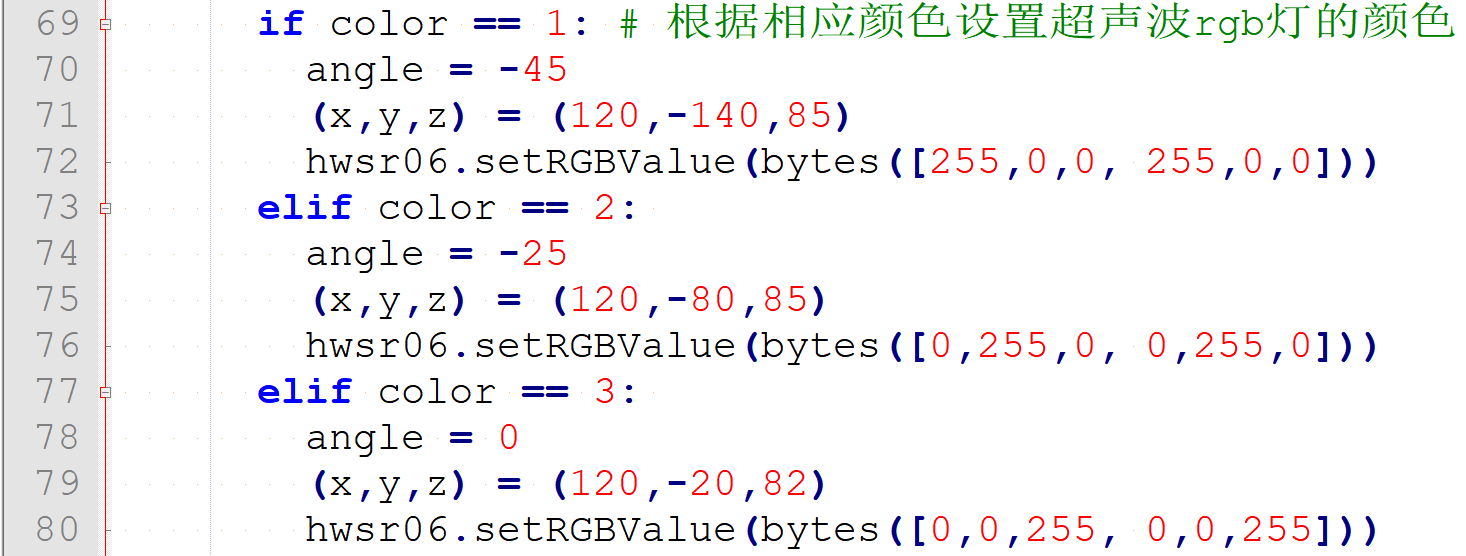 69 if color == 1: # 根据相应颜色设置超声波rgb灯的颜色
70 angle = -45
71 (x,y,z) = (120,-140,85)
72 hwsr06.setRGBValue(bytes([255,0,0, 255,0,0]))
73 elif color == 2:
74 angle = -25
75 (x,y,z) = (120,-80,85)
76 hwsr06.setRGBValue(bytes([0,255,0, 0,255,0]))
77 elif color == 3:
78 angle = 0
79 (x,y,z) = (120,-20,82)
80 hwsr06.setRGBValue(bytes([0,0,255, 0,0,255]))